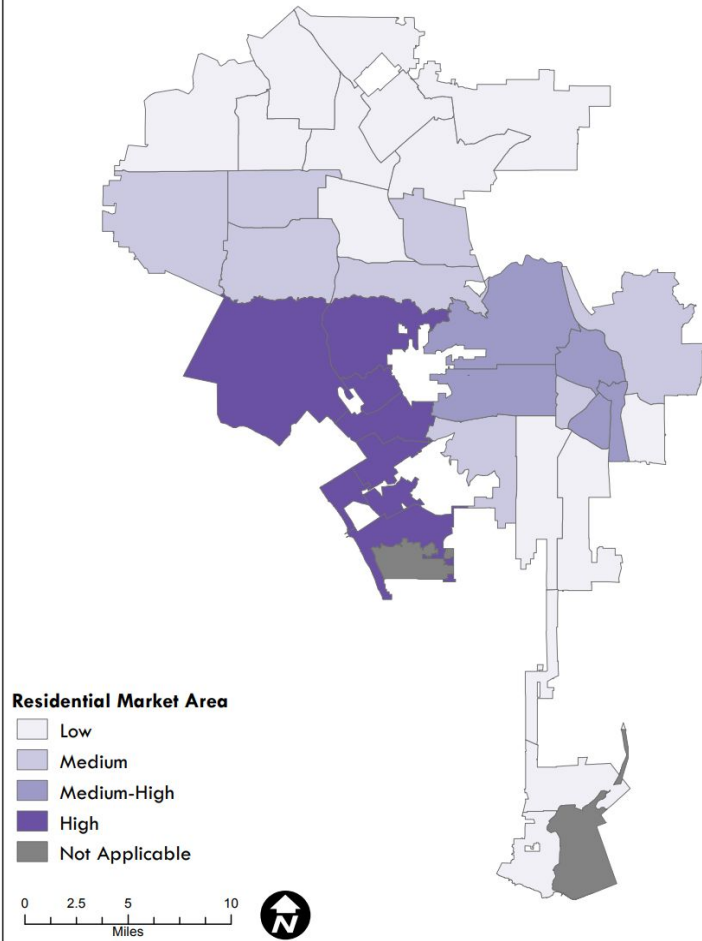 Residential Market Area
Low
Medium
Medium-High
High
Not Applicable
0 2.5 5 10
Miles